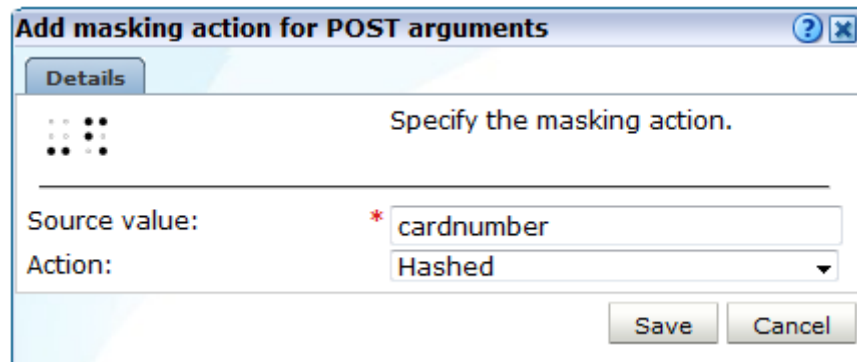 Add masking action for POST arguments ?
Details
Specify the masking action.
Source value: * cardnumber
Action: Hashed
Save Cancel